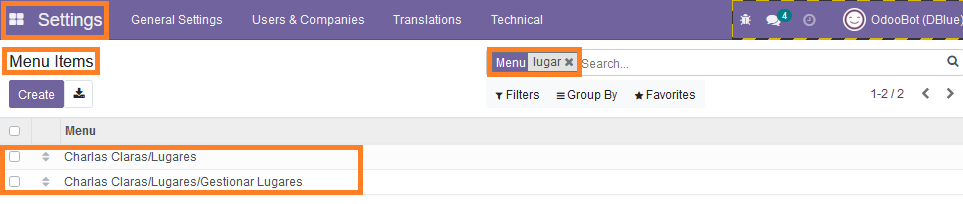 Settings General Settings Users & Companies Translations Technical 4 OdooBot (DBlue)
Menu Items Menu lugar Search...
Create Filters Group By Favorites 1-2 / 2
Menu
Charlas Claras/Lugares
Charlas Claras/Lugares/Gestionar Lugares